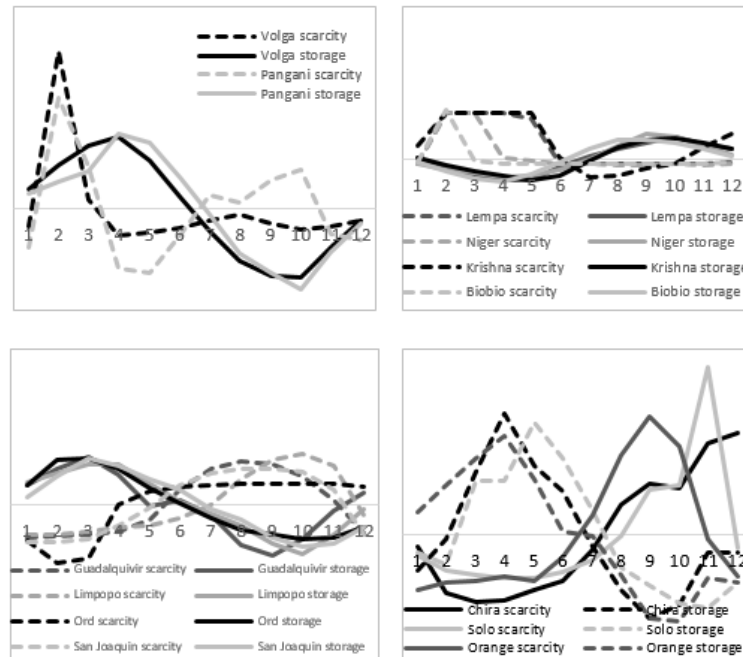 Volga scarcity
Volga storage
Pangani scarcity
Pangani storage
1 2 3 4 5 6 7 8 9 10 11 12
1 2 3 4 5 6 7 8 9 10 11 12
Lempa scarcity Lempa storage
Niger scarcity Niger storage
Krishna scarcity Krishna storage
Biobio scarcity Biobio storage
1 2 3 4 5 6 7 8 9 10 11 12
Guadalquivir scarcity Guadalquivir storage
Limpopo scarcity Limpopo storage
Ord scarcity Ord storage
San Joaquin scarcity San Joaquin storage
1 2 3 4 5 6 7 8 9 10 11 12
Chira scarcity Chira storage
Solo scarcity Solo storage
Orange scarcity Orange storage